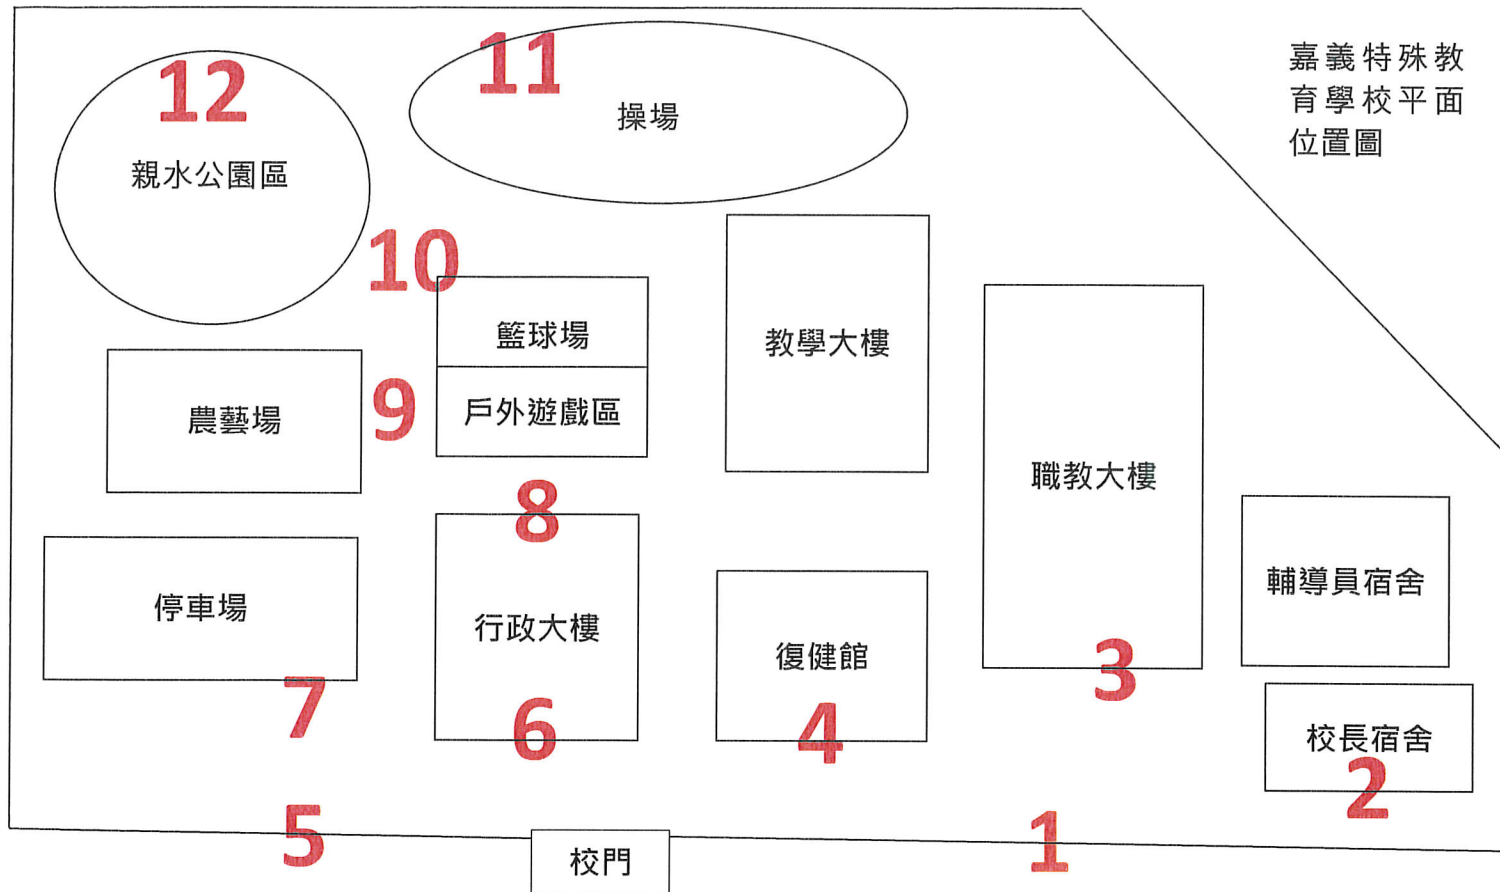 嘉義特殊教
育學校平面
位置圖
11
12
操場
親水公園區
10
籃球場
教學大樓
9
戶外遊戲區
農藝場
職教大樓
8
輔導員宿舍
停車場
行政大樓
復健館
3
7
6
4
校長宿舍
2
5
1
校門